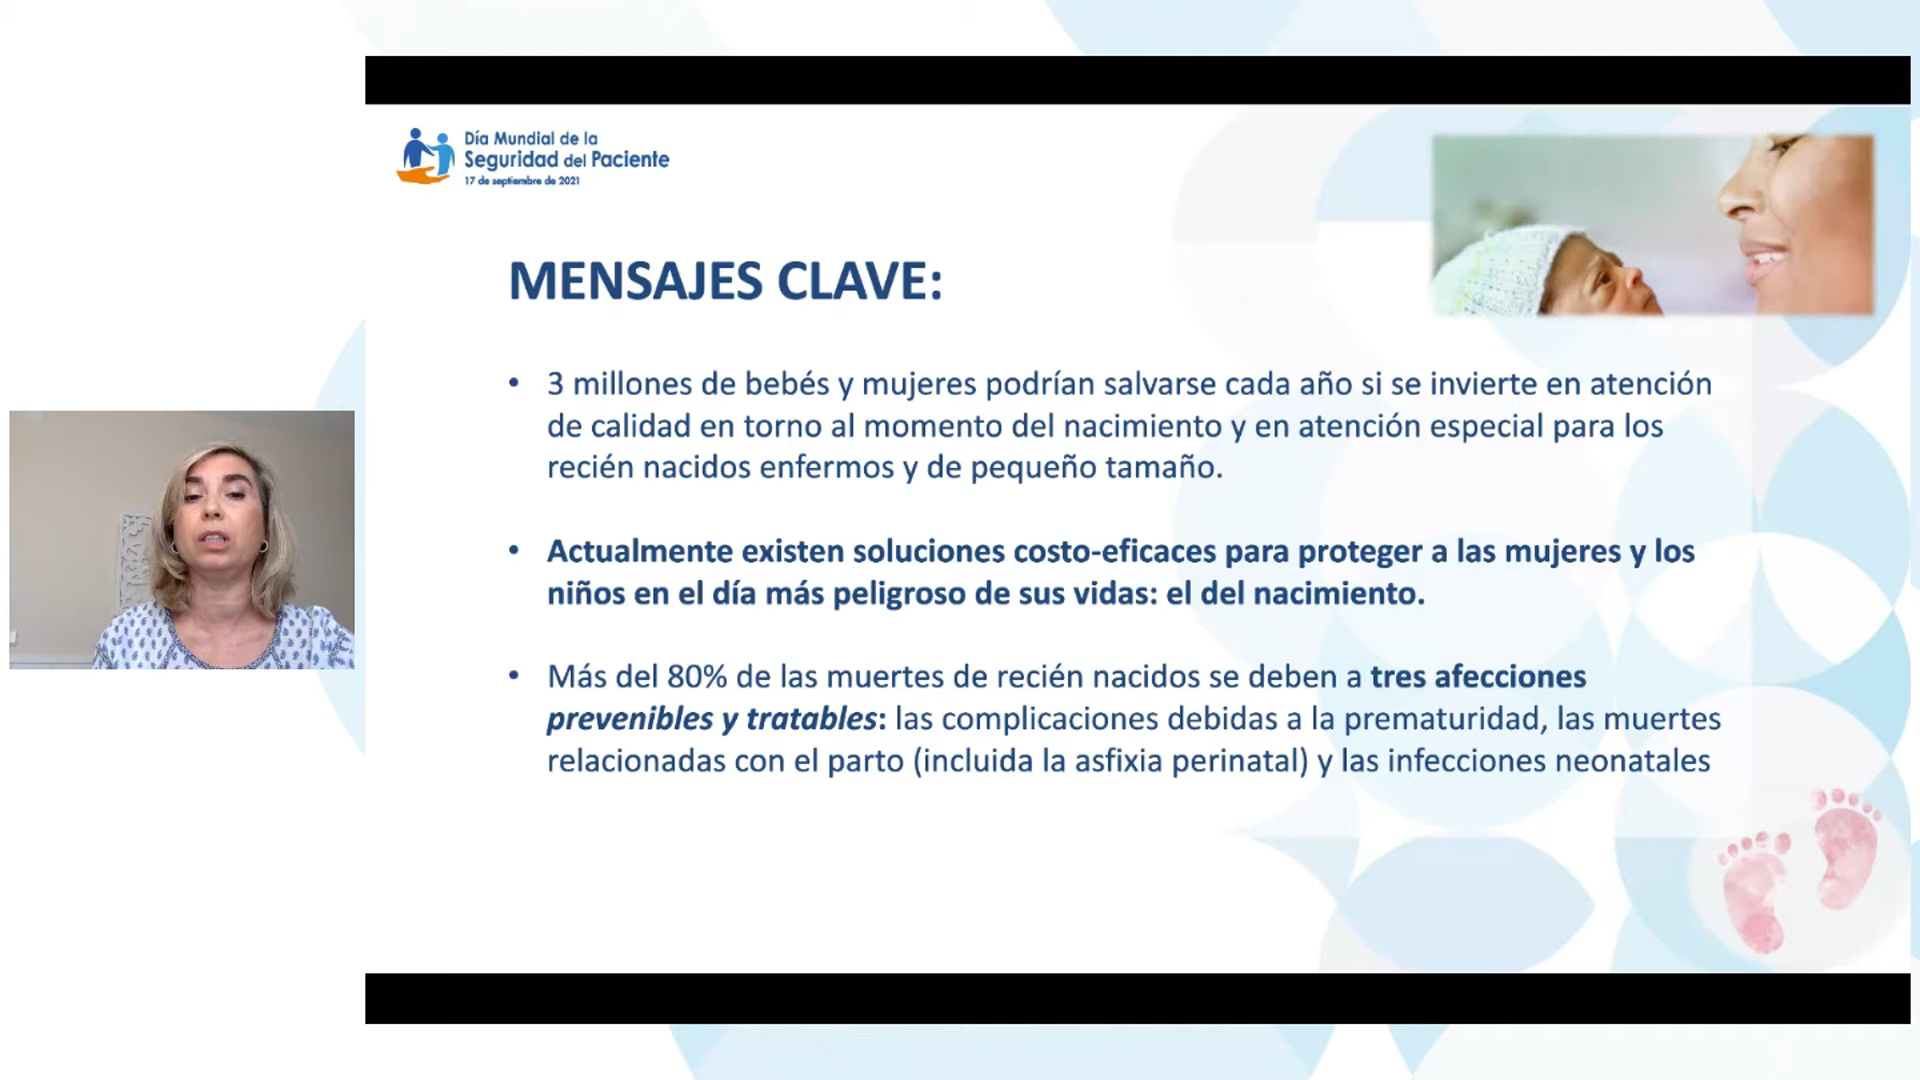 Día Mundial de la
Seguridad del Paciente
17 de septiembre de 2021
MENSAJES CLAVE:
• 3 millones de bebés y mujeres podrían salvarse cada año si se invierte en atención
de calidad en torno al momento del nacimiento y en atención especial para los
recién nacidos enfermos y de pequeño tamaño.
• Actualmente existen soluciones costo-eficaces para proteger a las mujeres y los
niños en el día más peligroso de sus vidas: el del nacimiento.
• Más del 80% de las muertes de recién nacidos se deben a tres afecciones
prevenibles y tratables: las complicaciones debidas a la prematuridad, las muertes
relacionadas con el parto (incluida la asfixia perinatal) y las infecciones neonatales